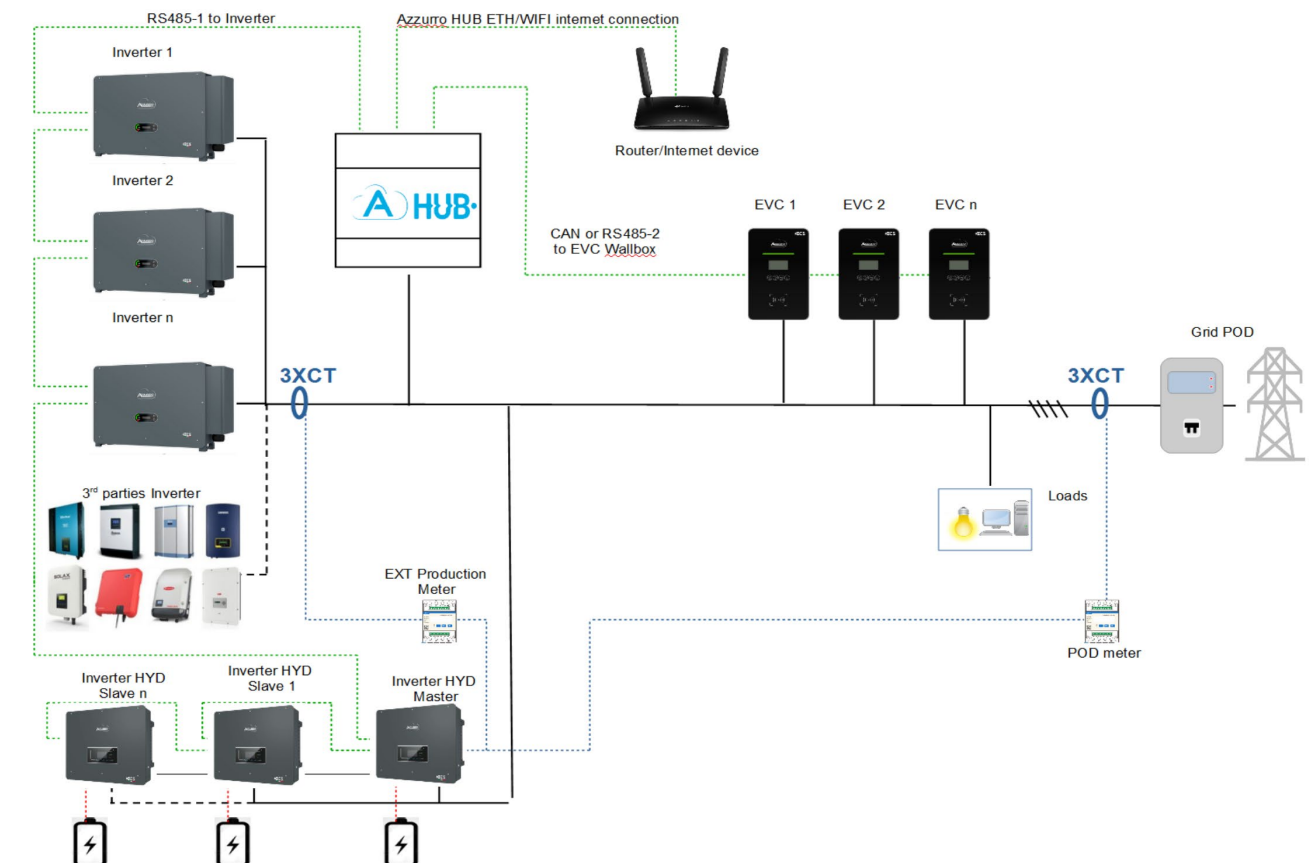 RS485-1 to Inverter
Azzurro HUB ETH/WIFI internet connection
Inverter 1
Router/Internet device
Inverter 2
HUB
EVC 1
EVC 2
EVC n
CAN or RS485-2
to EVC Wallbox
Inverter n
Grid POD
3XCT
3XCT
3rd parties Inverter
Loads
SOLAX
EXT Production
Meter
POD meter
Inverter HYD
Slave n
Inverter HYD
Slave 1
Inverter HYD
Master